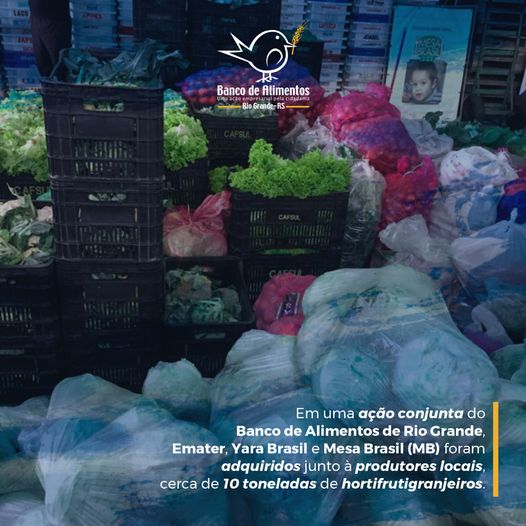 Banco de Alimentos
Uma ação empresarial pela cidadania
Rio Grande-RS
CAFSUL
CAFSUL
CAFSUL
Em uma ação conjunta do
Banco de Alimentos de Rio Grande,
Emater, Yara Brasil e Mesa Brasil (MB) foram
adquiridos junto à produtores locais,
cerca de 10 toneladas de hortifrutigranjeiros.